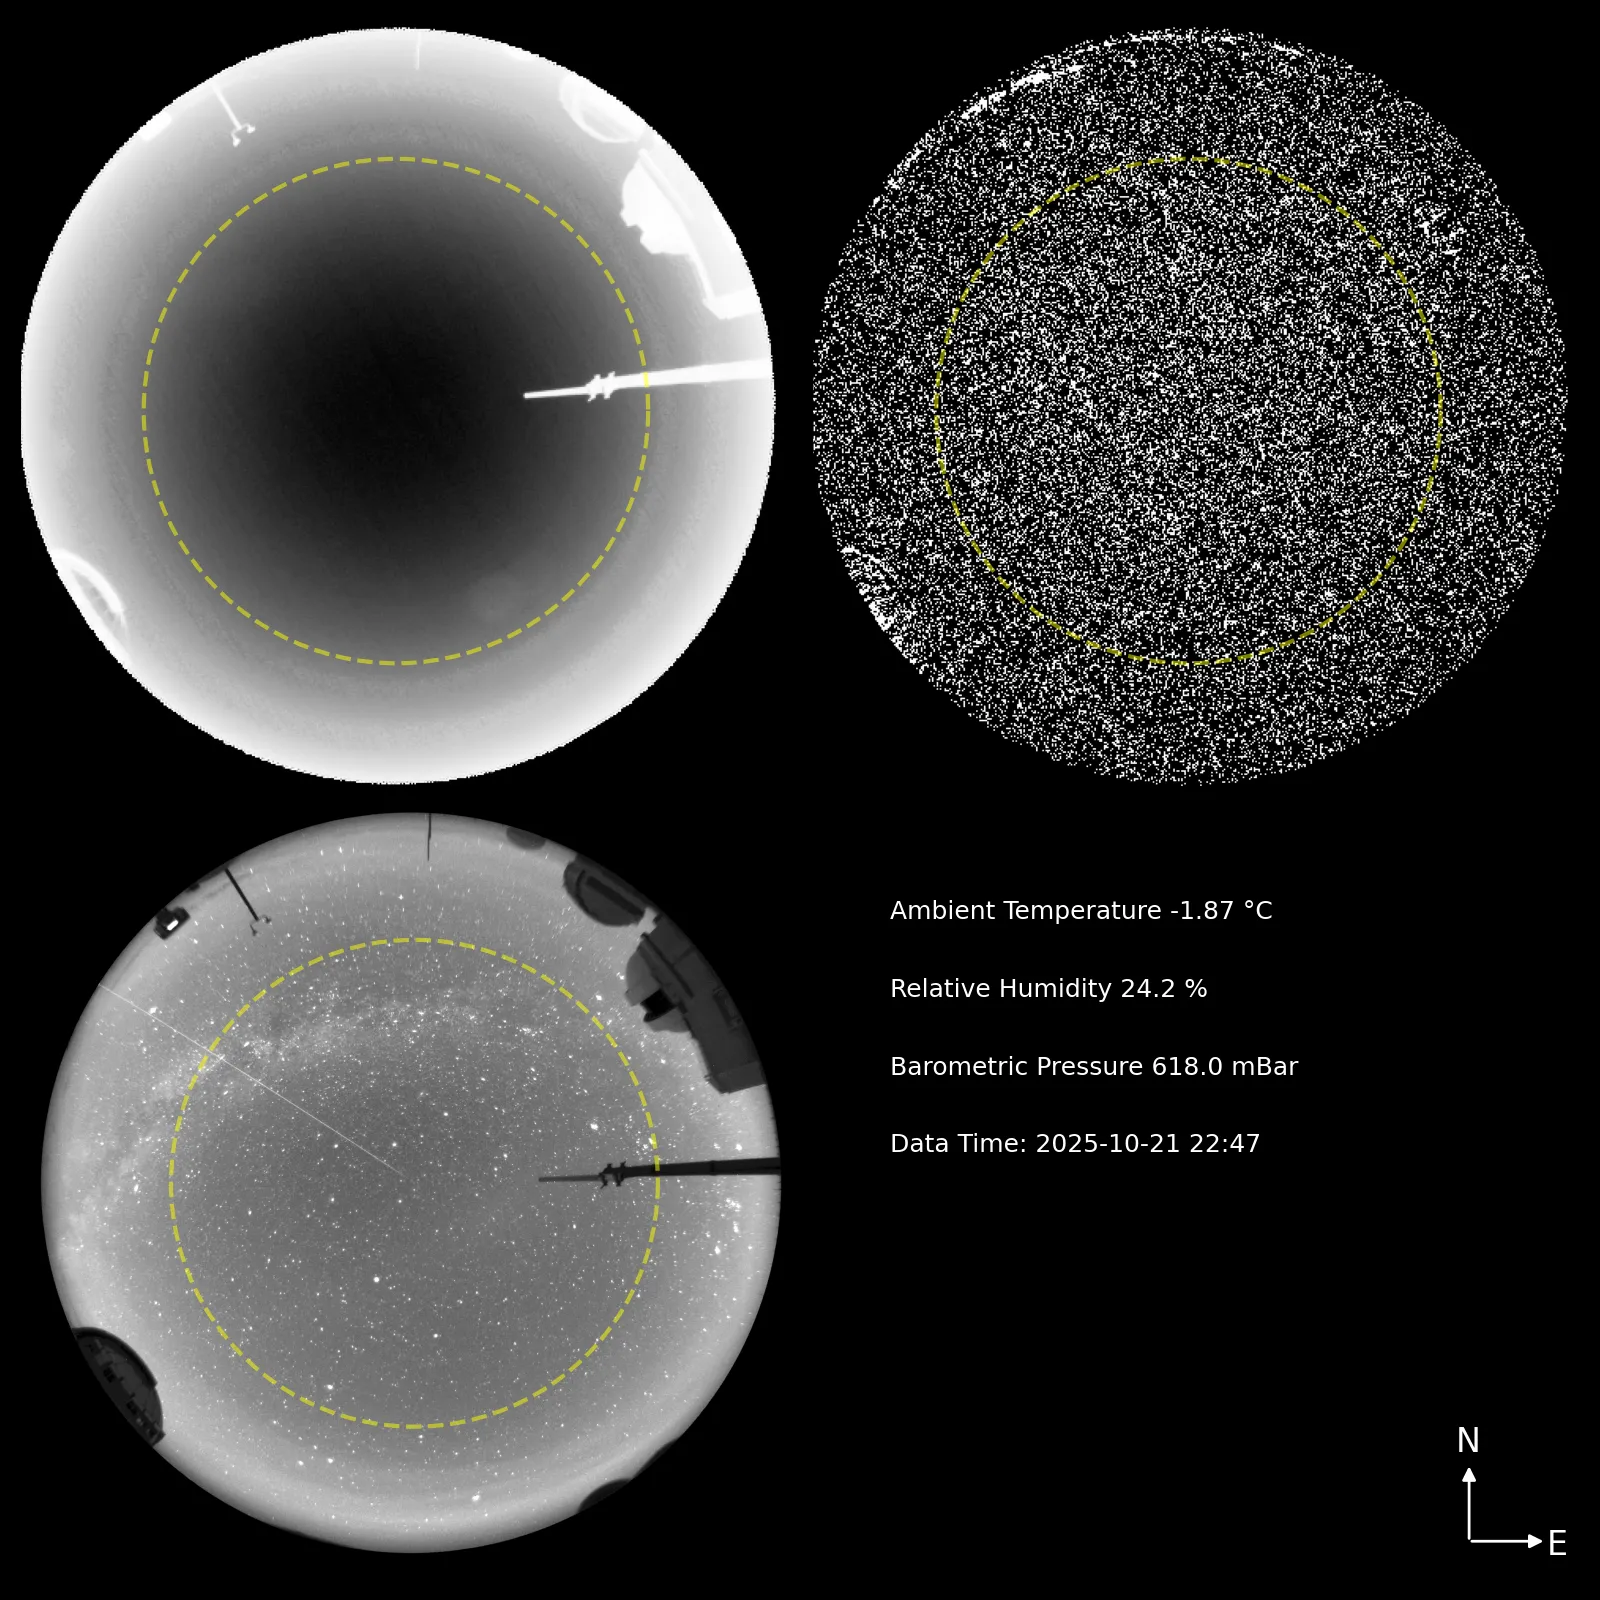 Ambient Temperature -1.87 °C
Relative Humidity 24.2 %
Barometric Pressure 618.0 mBar
Data Time: 2025-10-21 22:47
N
E